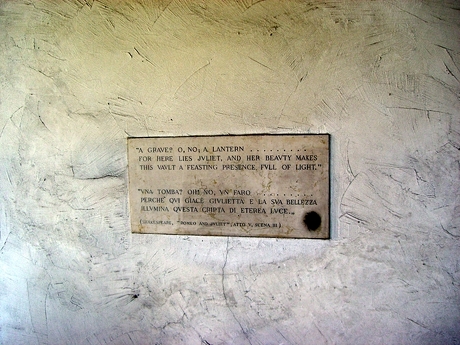 "A GRAVE? O, NO, A LANTERN ..........
FOR HERE LIES JVLIET, AND HER BEAVTY MAKES
THIS VAVLT A FEASTING PRESENCE FVLL OF LIGHT."
"VNA TOMBA? OH! NO, VN'FARO .....
PERCHÈ QVI GIACE GIVLIETTA E LA SVA BELLEZZA
ILLVMINA QVESTA CRIPTA DI ETEREA LVCE.."
(SHAKESPEARE, "ROMEO AND JVLIET", ATTO V, SCENA III)